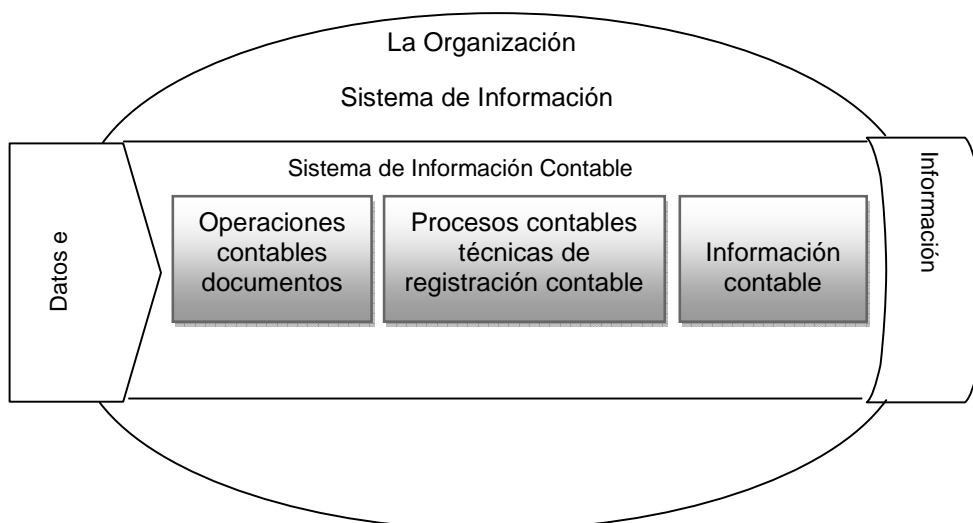 La Organización
Sistema de Información
Sistema de Información Contable
Datos e
Operaciones
contables
documentos
Procesos contables
técnicas de
registración contable
Información
contable
Información